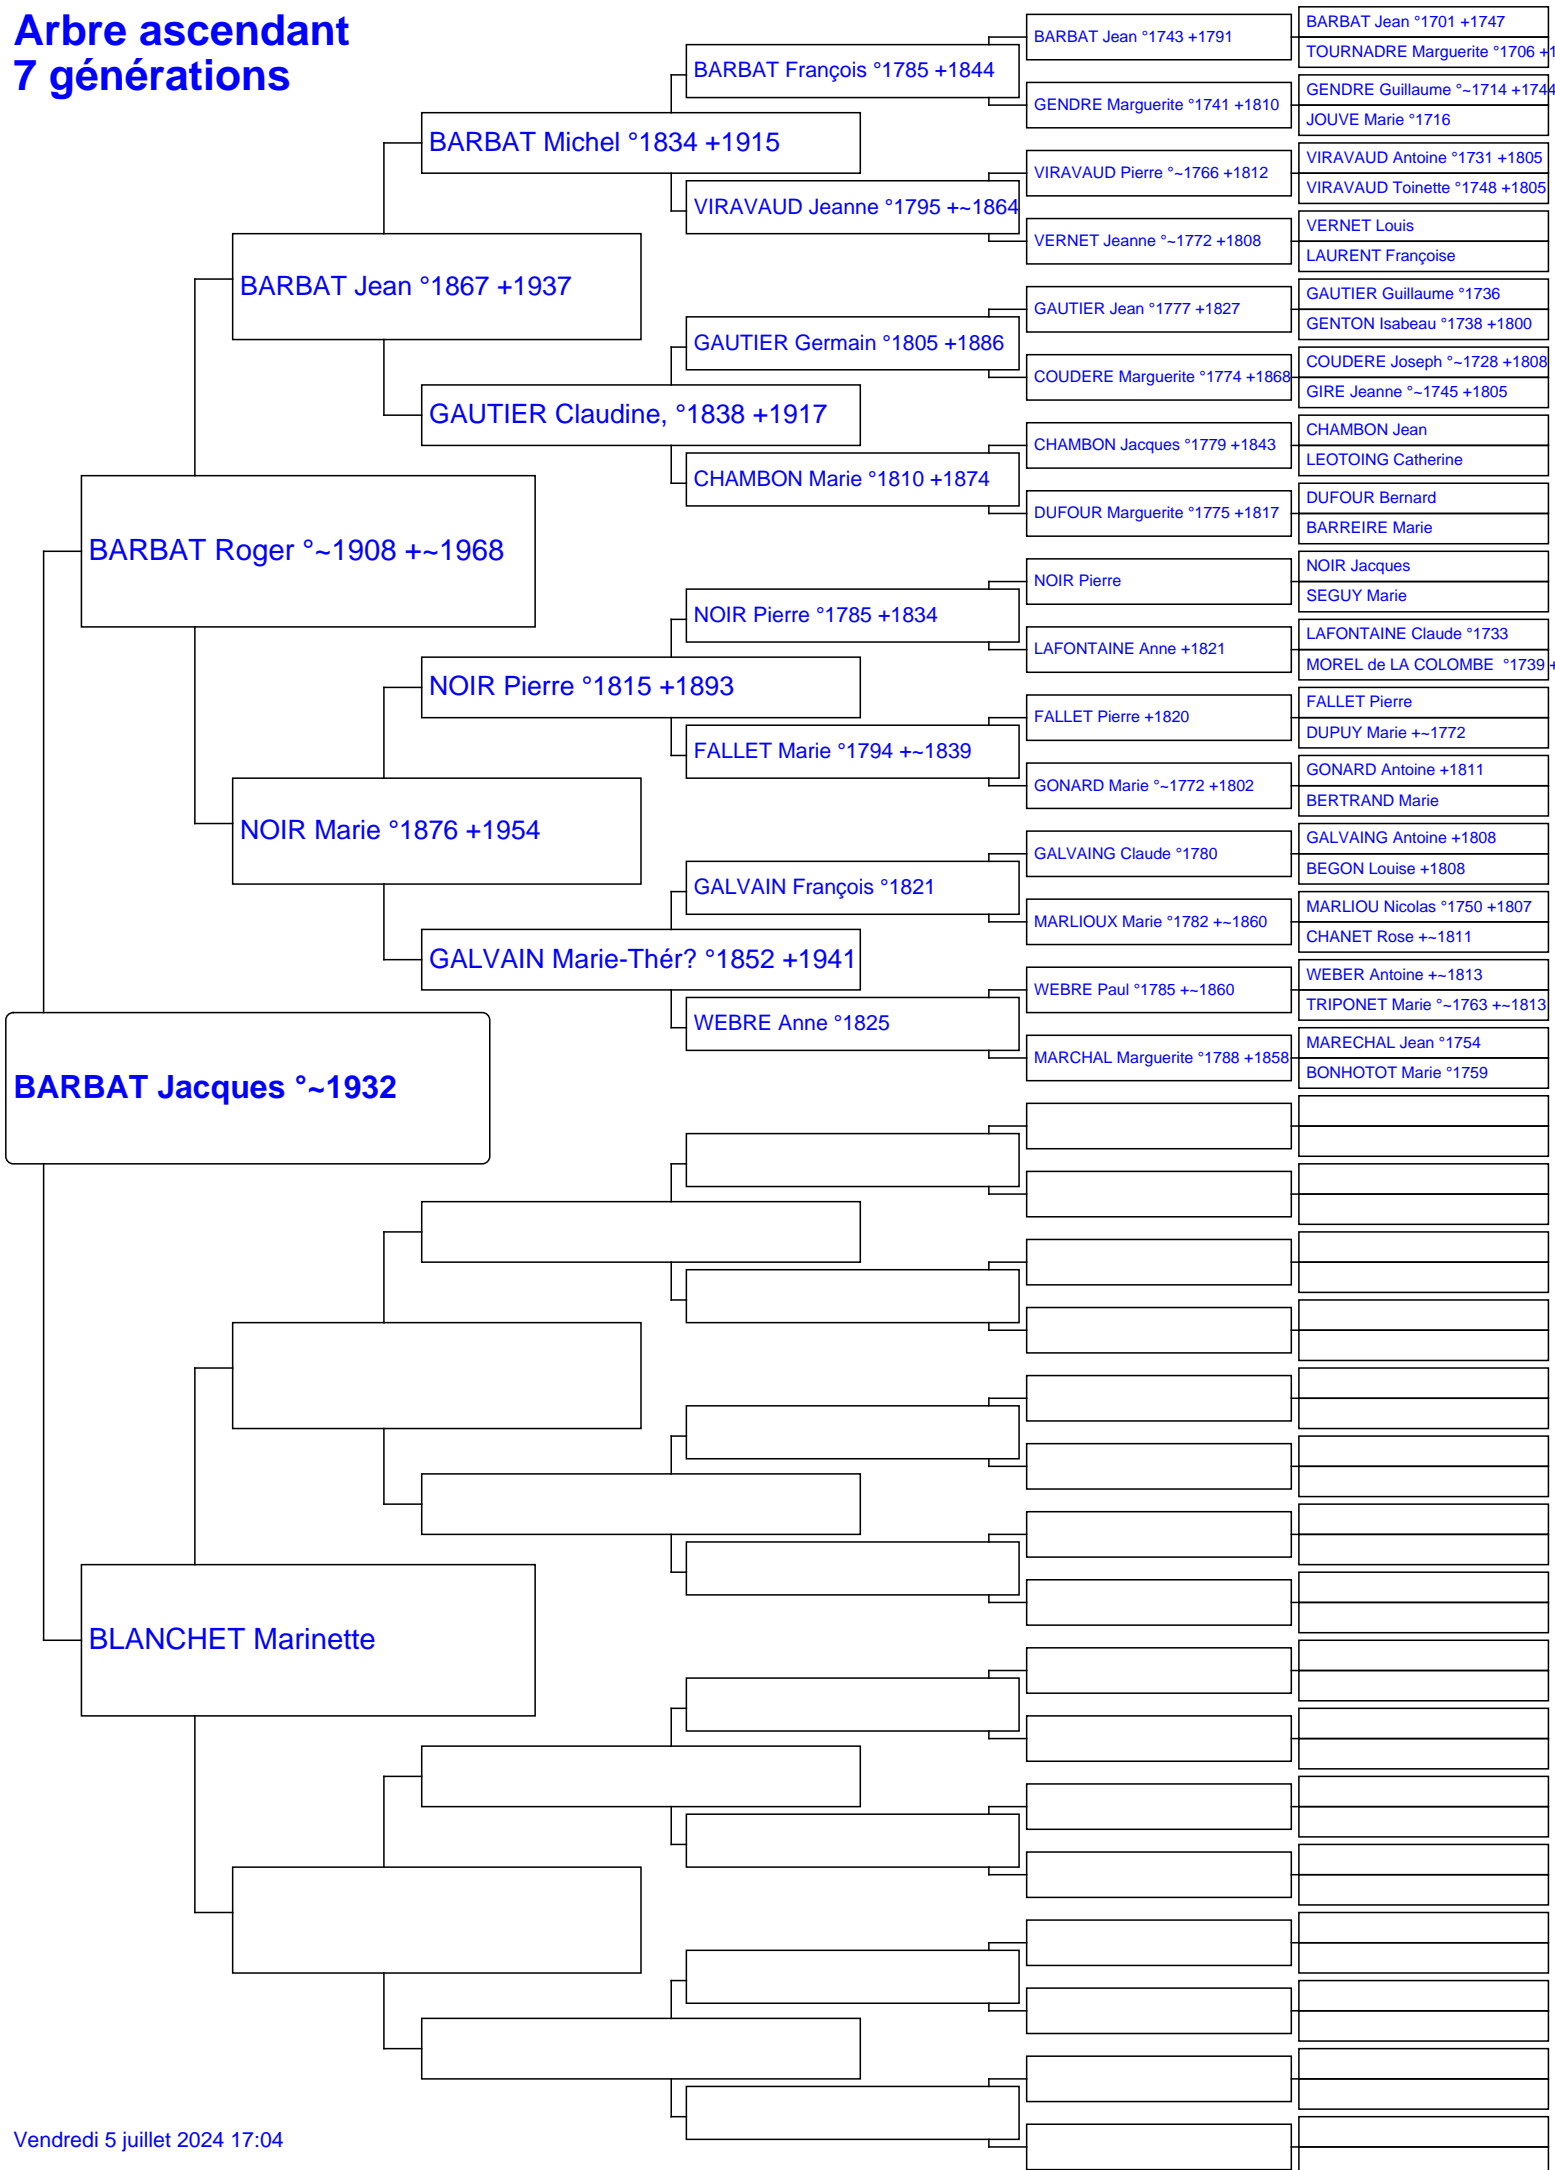 Arbre ascendant
7 générations
BARBAT Jacques °~1932
BARBAT Roger °~1908 +~1968
BLANCHET Marinette
BARBAT Jean °1867 +1937
NOIR Marie °1876 +1954
BARBAT Michel °1834 +1915
GAUTIER Claudine, °1838 +1917
NOIR Pierre °1815 +1893
GALVAIN Marie-Thér? °1852 +1941
BARBAT François °1785 +1844
VIRAVAUD Jeanne °1795 +~1864
GAUTIER Germain °1805 +1886
CHAMBON Marie °1810 +1874
NOIR Pierre °1785 +1834
FALLET Marie °1794 +~1839
GALVAIN François °1821
WEBRE Anne °1825
BARBAT Jean °1743 +1791
GENDRE Marguerite °1741 +1810
VIRAVAUD Pierre °~1766 +1812
VERNET Jeanne °~1772 +1808
GAUTIER Jean °1777 +1827
COUDERE Marguerite °1774 +1868
CHAMBON Jacques °1779 +1843
DUFOUR Marguerite °1775 +1817
NOIR Pierre
LAFONTAINE Anne +1821
FALLET Pierre +1820
GONARD Marie °~1772 +1802
GALVAING Claude °1780
MARLIOUX Marie °1782 +~1860
WEBRE Paul °1785 +~1860
MARCHAL Marguerite °1788 +1858
BARBAT Jean °1701 +1747
TOURNADRE Marguerite °1706 +1
GENDRE Guillaume °~1714 +1744
JOUVE Marie °1716
VIRAVAUD Antoine °1731 +1805
VIRAVAUD Toinette °1748 +1805
VERNET Louis
LAURENT Françoise
GAUTIER Guillaume °1736
GENTON Isabeau °1738 +1800
COUDERE Joseph °~1728 +1808
GIRE Jeanne °~1745 +1805
CHAMBON Jean
LEOTOING Catherine
DUFOUR Bernard
BARREIRE Marie
NOIR Jacques
SEGUY Marie
LAFONTAINE Claude °1733
MOREL de LA COLOMBE °1739 +
FALLET Pierre
DUPUY Marie +~1772
GONARD Antoine +1811
BERTRAND Marie
GALVAING Antoine +1808
BEGON Louise +1808
MARLIOU Nicolas °1750 +1807
CHANET Rose +~1811
WEBER Antoine +~1813
TRIPONET Marie °~1763 +~1813
MARECHAL Jean °1754
BONHOTOT Marie °1759
Vendredi 5 juillet 2024 17:04